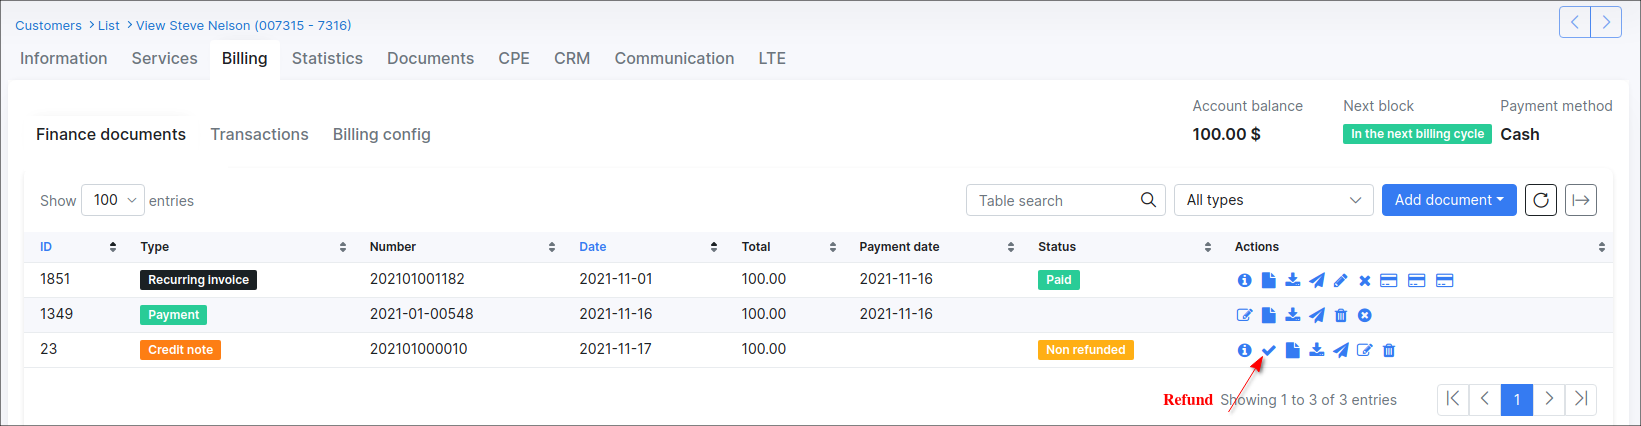 Customers > List > View Steve Nelson (007315 - 7316)
Information Services Billing Statistics Documents CPE CRM Communication LTE
Account balance Next block Payment method
100.00 $ In the next billing cycle Cash
Finance documents Transactions Billing config
Show 100 entries Table search All types Add document
ID Type Number Date Total Payment date Status Actions
1851 Recurring invoice 202101001182 2021-11-01 100.00 2021-11-16 Paid
1349 Payment 2021-01-00548 2021-11-16 100.00 2021-11-16
23 Credit note 202101000010 2021-11-17 100.00 Non refunded
Refund Showing 1 to 3 of 3 entries 1